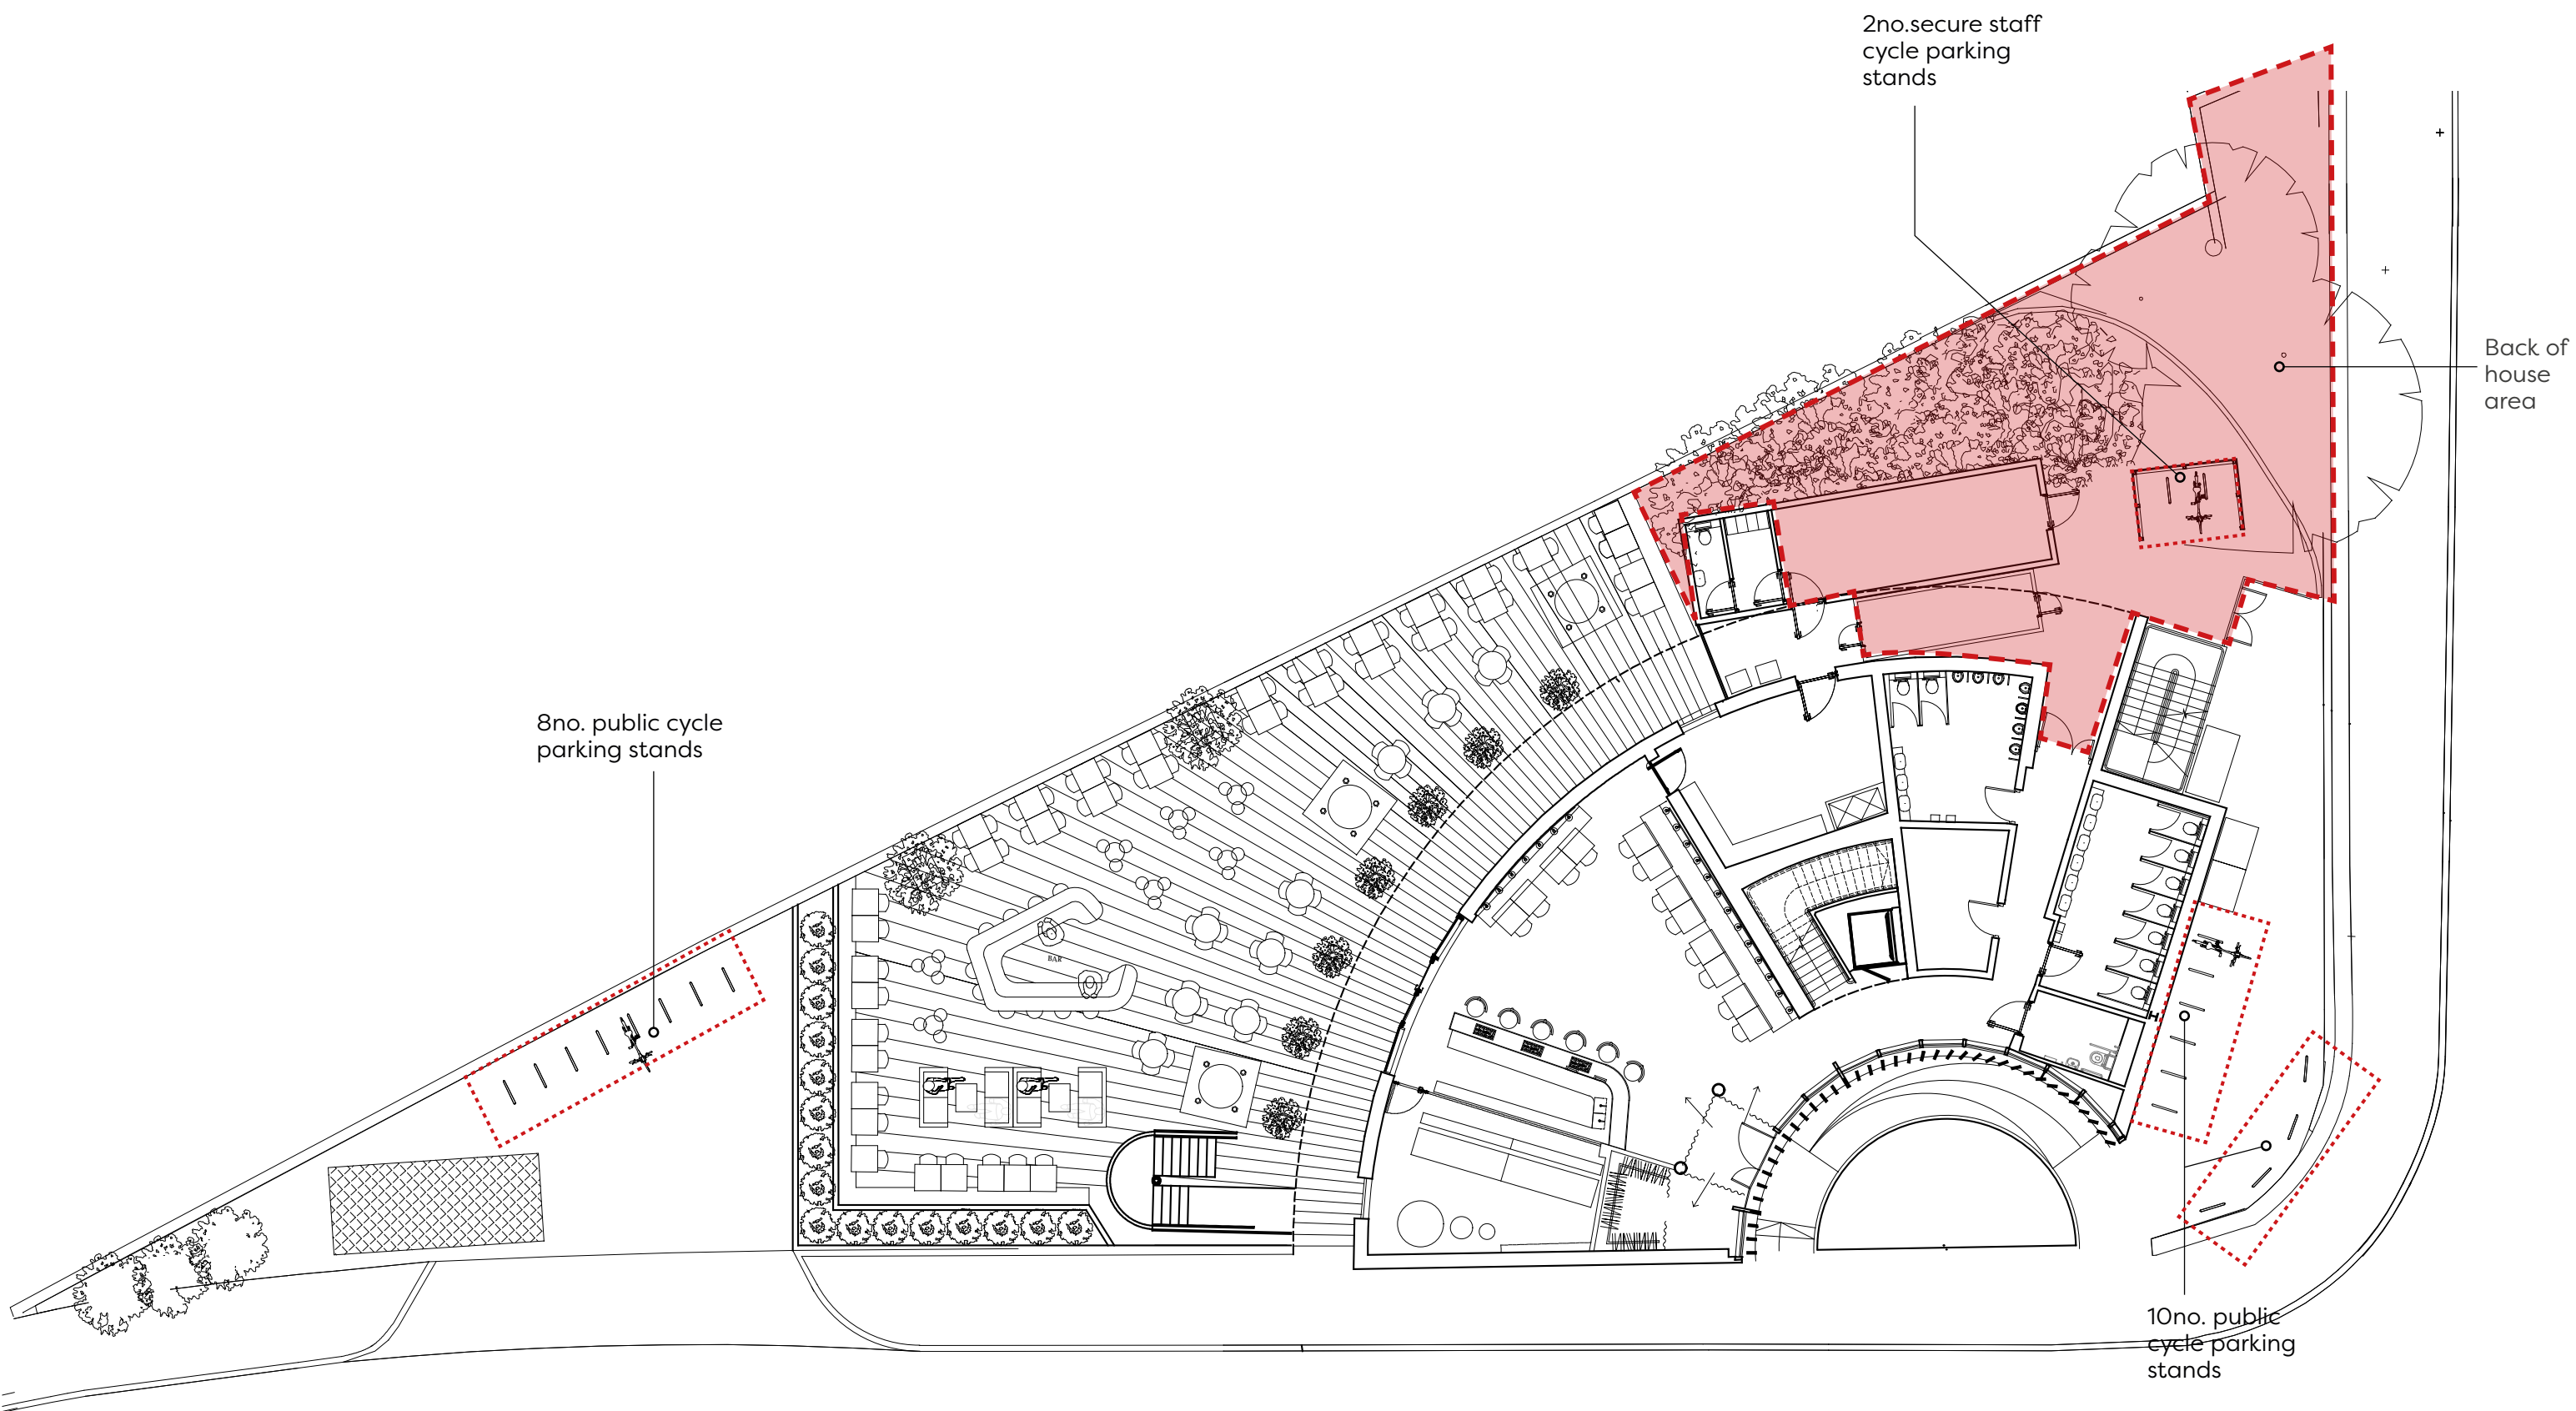 2no.secure staff
cycle parking
stands
Back of
house
area
8no. public cycle
parking stands
BAR
10no. public
cycle parking
stands